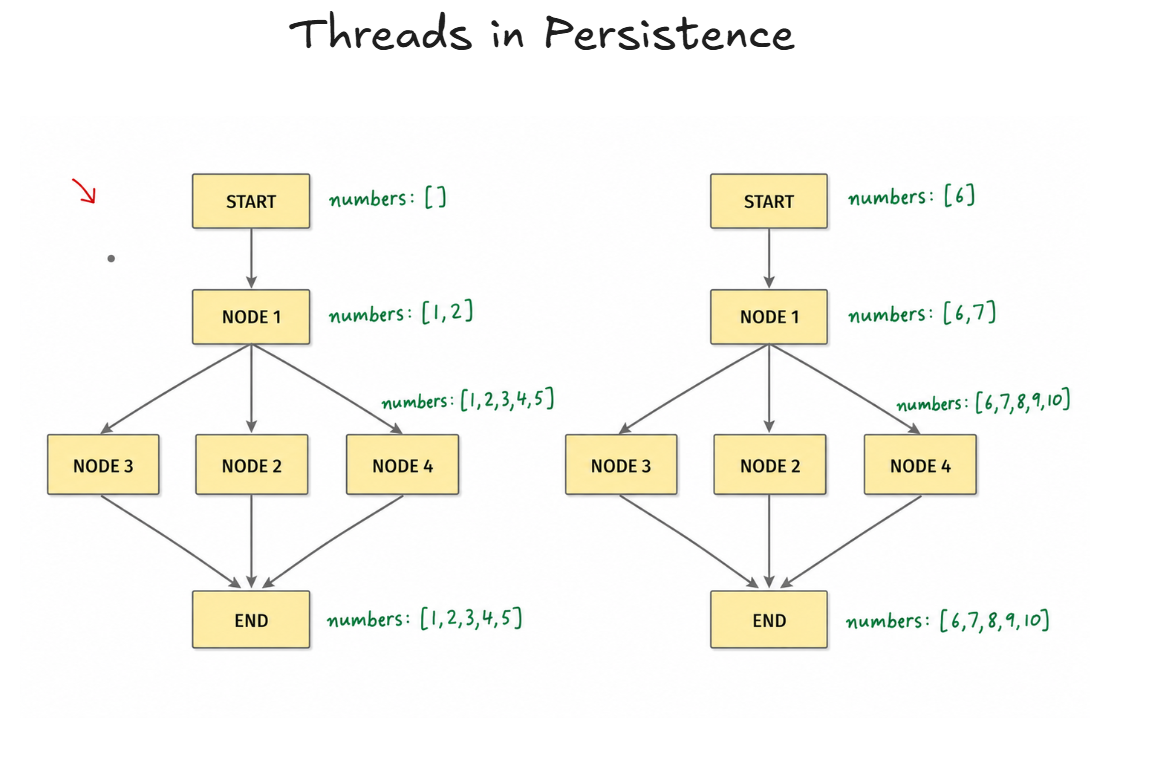 Threads in Persistence
START
numbers: []
NODE 1
numbers: [1,2]
numbers: [1,2,3,4,5]
NODE 3
NODE 2
NODE 4
END
numbers: [1,2,3,4,5]
START
numbers: [6]
NODE 1
numbers: [6,7]
numbers: [6,7,8,9,10]
NODE 3
NODE 2
NODE 4
END
numbers: [6,7,8,9,10]